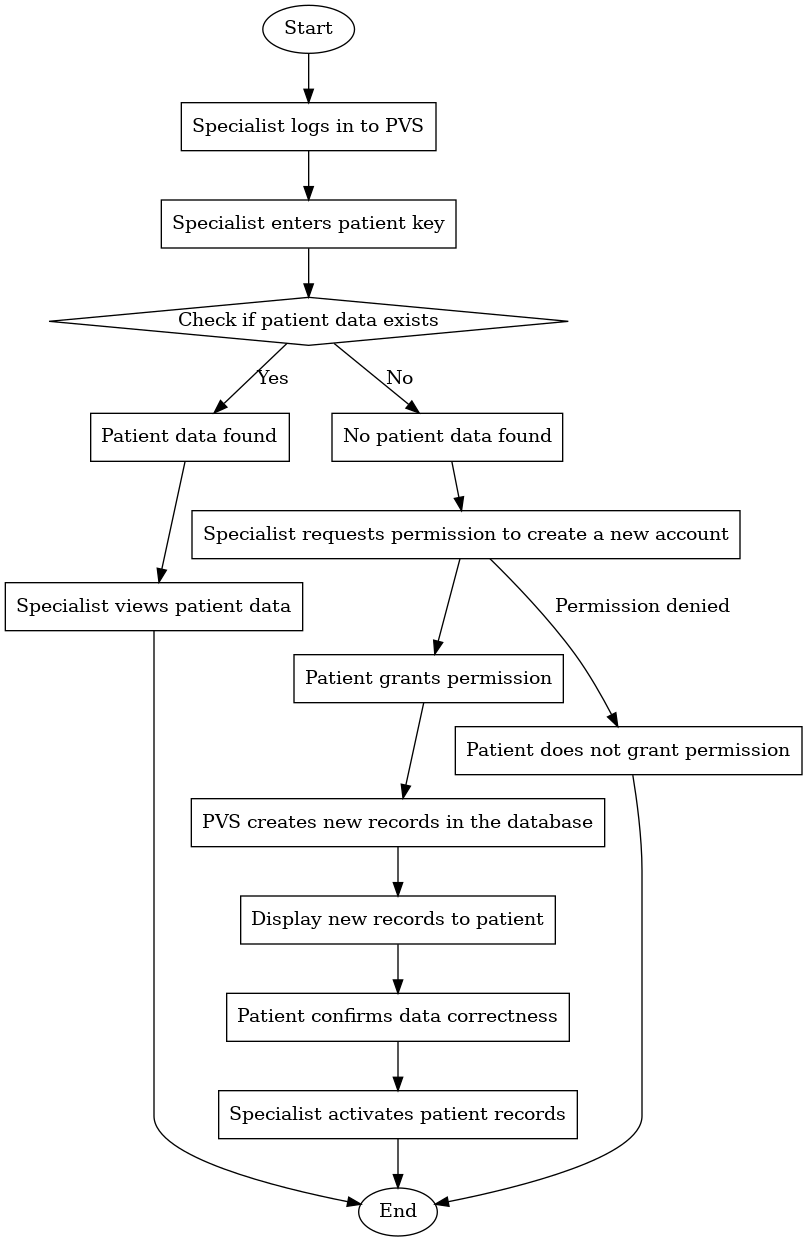 Start
Specialist logs in to PVS
Specialist enters patient key
Check if patient data exists
Yes
No
Patient data found
No patient data found
Specialist requests permission to create a new account
Specialist views patient data
Permission denied
Patient grants permission
Patient does not grant permission
PVS creates new records in the database
Display new records to patient
Patient confirms data correctness
Specialist activates patient records
End